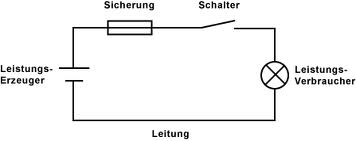 Sicherung
Schalter
Leistungs-
Erzeuger
Leistungs-
Verbraucher
Leitung